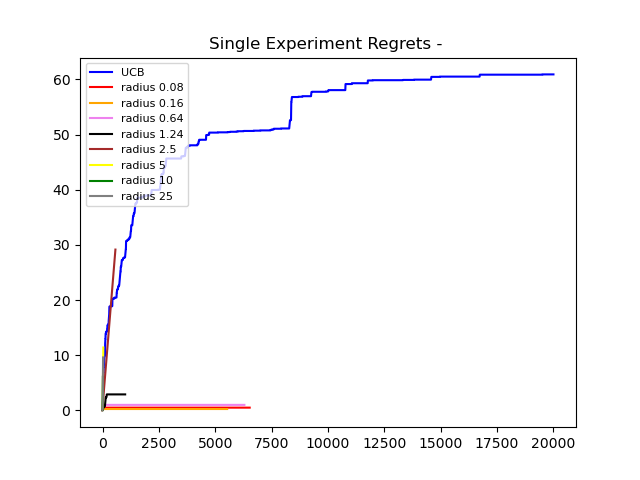 Single Experiment Regrets -
UCB
radius 0.08
radius 0.16
radius 0.64
radius 1.24
radius 2.5
radius 5
radius 10
radius 25
60
50
40
30
20
10
0
0 2500 5000 7500 10000 12500 15000 17500 20000